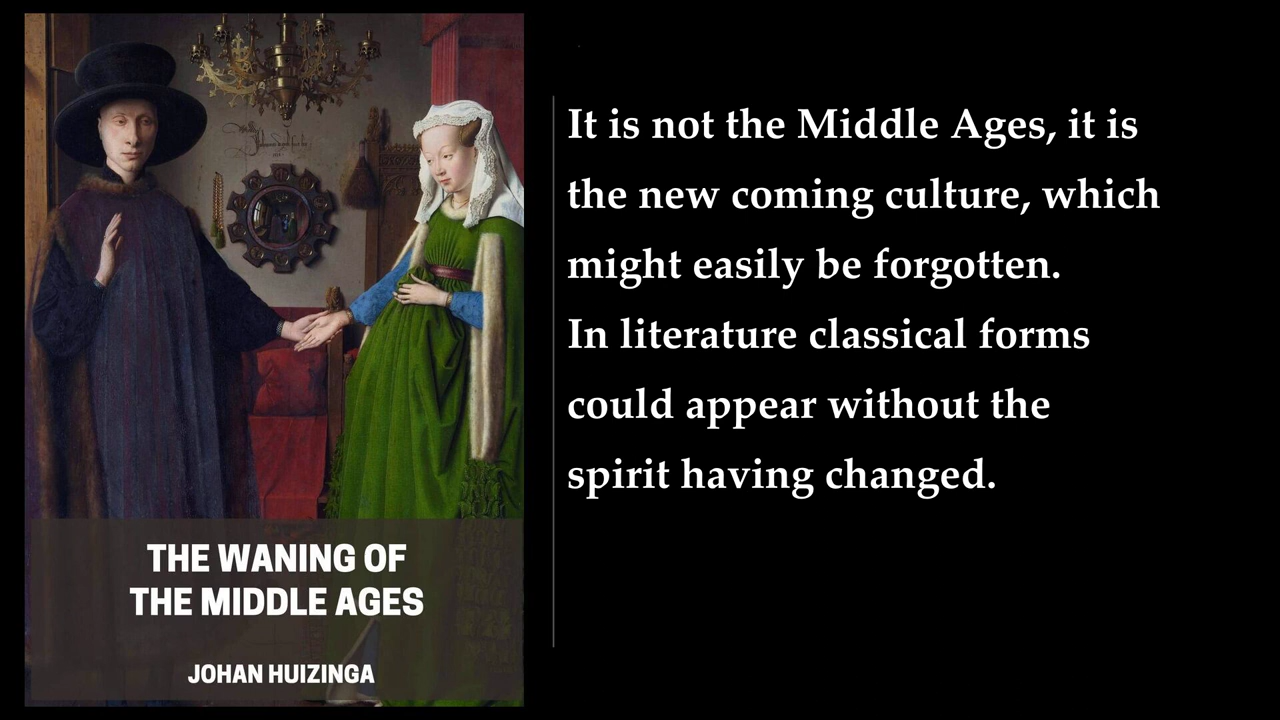 THE WANING OF
THE MIDDLE AGES
JOHAN HUIZINGA
It is not the Middle Ages, it is
the new coming culture, which
might easily be forgotten.
In literature classical forms
could appear without the
spirit having changed.